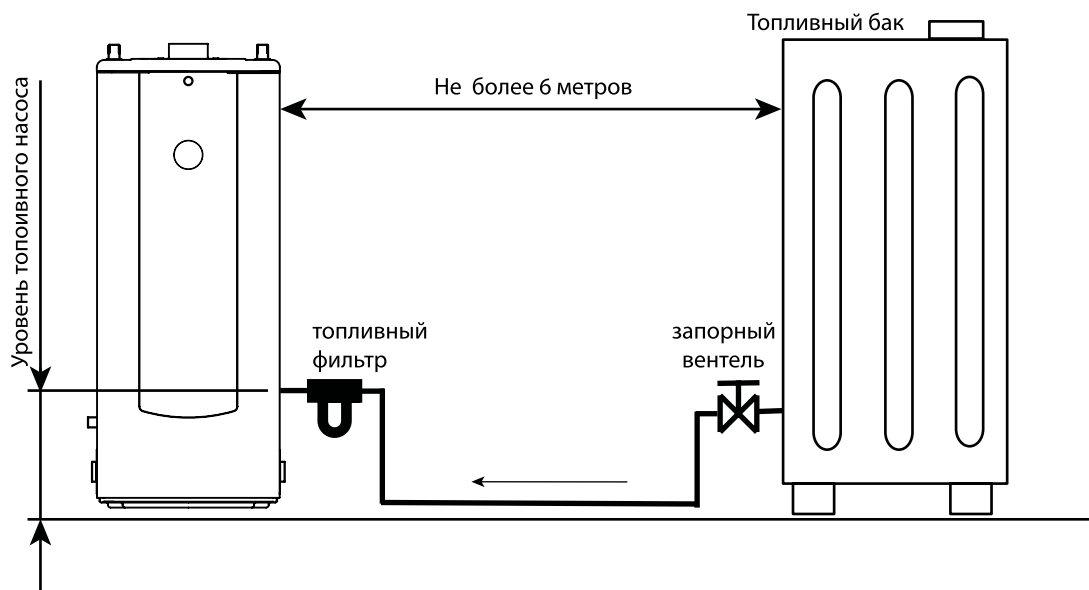 Топливный бак
Не более 6 метров
Уровень топоивного насоса
топливный
фильтр
запорный
вентель